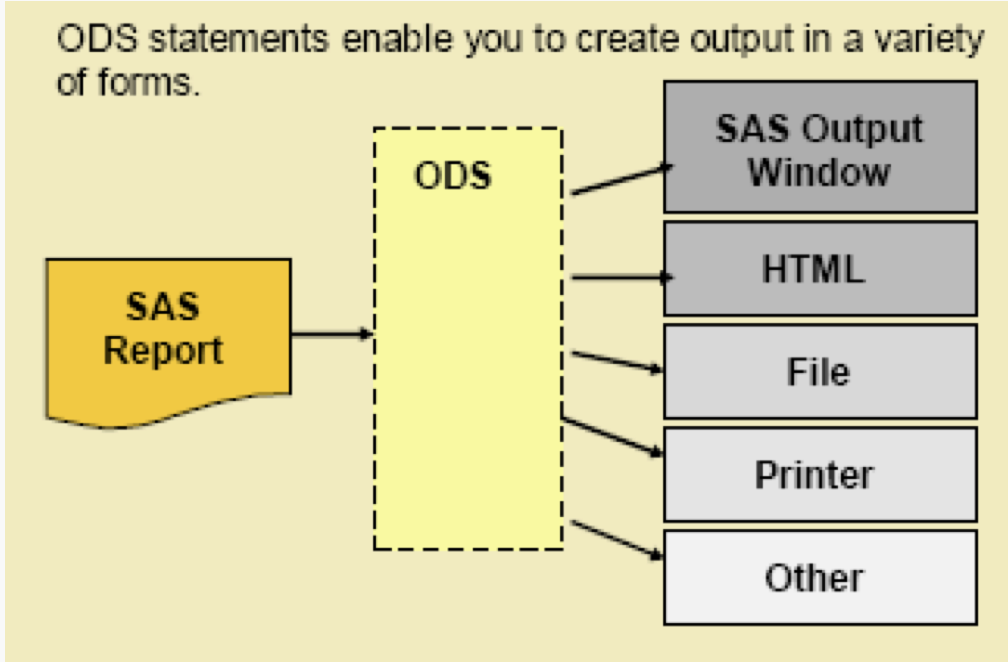 ODS statements enable you to create output in a variety
of forms.
SAS
Report
ODS
SAS Output
Window
HTML
File
Printer
Other